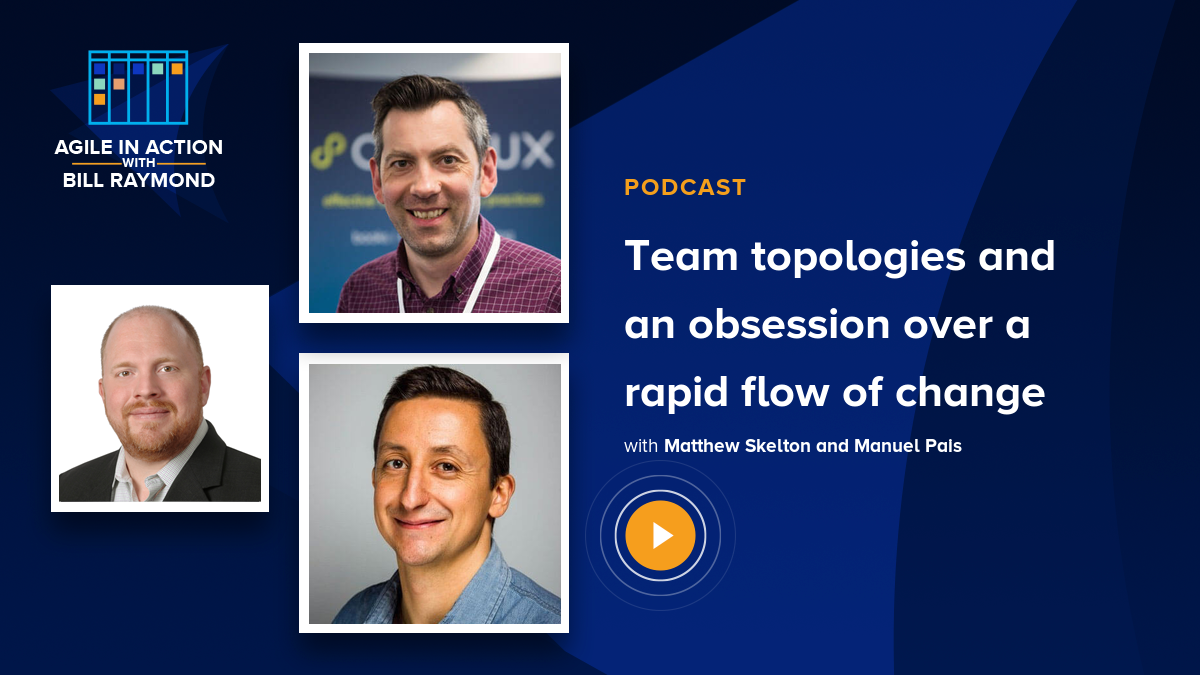 AGILE IN ACTION
WITH
BILL RAYMOND
UX
PODCAST
Team topologies and
an obsession over a
rapid flow of change
with Matthew Skelton and Manuel Pais